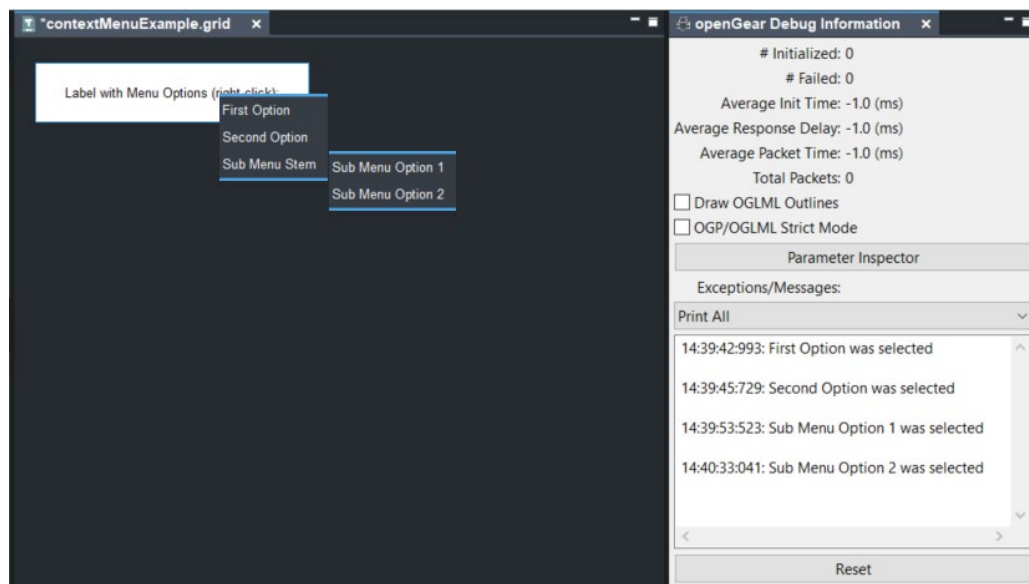 *contextMenuExample.grid
Label with Menu Options (right-click):
First Option
Second Option
Sub Menu Stem
Sub Menu Option 1
Sub Menu Option 2
openGear Debug Information
# Initialized: 0
# Failed: 0
Average Init Time: -1.0 (ms)
Average Response Delay: -1.0 (ms)
Average Packet Time: -1.0 (ms)
Total Packets: 0
Draw OGLML Outlines
OGP/OGLML Strict Mode
Parameter Inspector
Exceptions/Messages:
Print All
14:39:42:993: First Option was selected
14:39:45:729: Second Option was selected
14:39:53:523: Sub Menu Option 1 was selected
14:40:33:041: Sub Menu Option 2 was selected
Reset